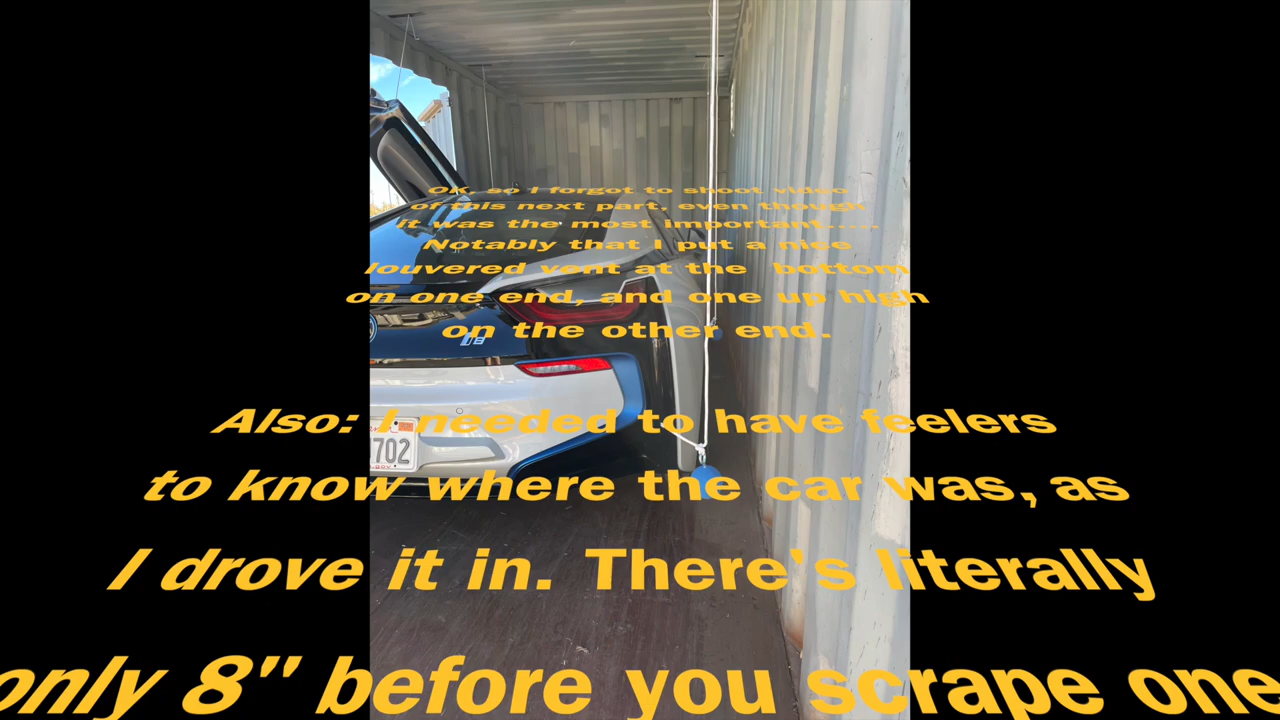 OK, so I forgot to shoot video
of this next part, even though
it was the most important.....
Notably that I put a nice
louvered vent at the bottom
on one end, and one up high
on the other end.
i8
Also: I needed to have feelers
702
to know where the car was, as
I drove it in. There's literally
only 8" before you scrape one